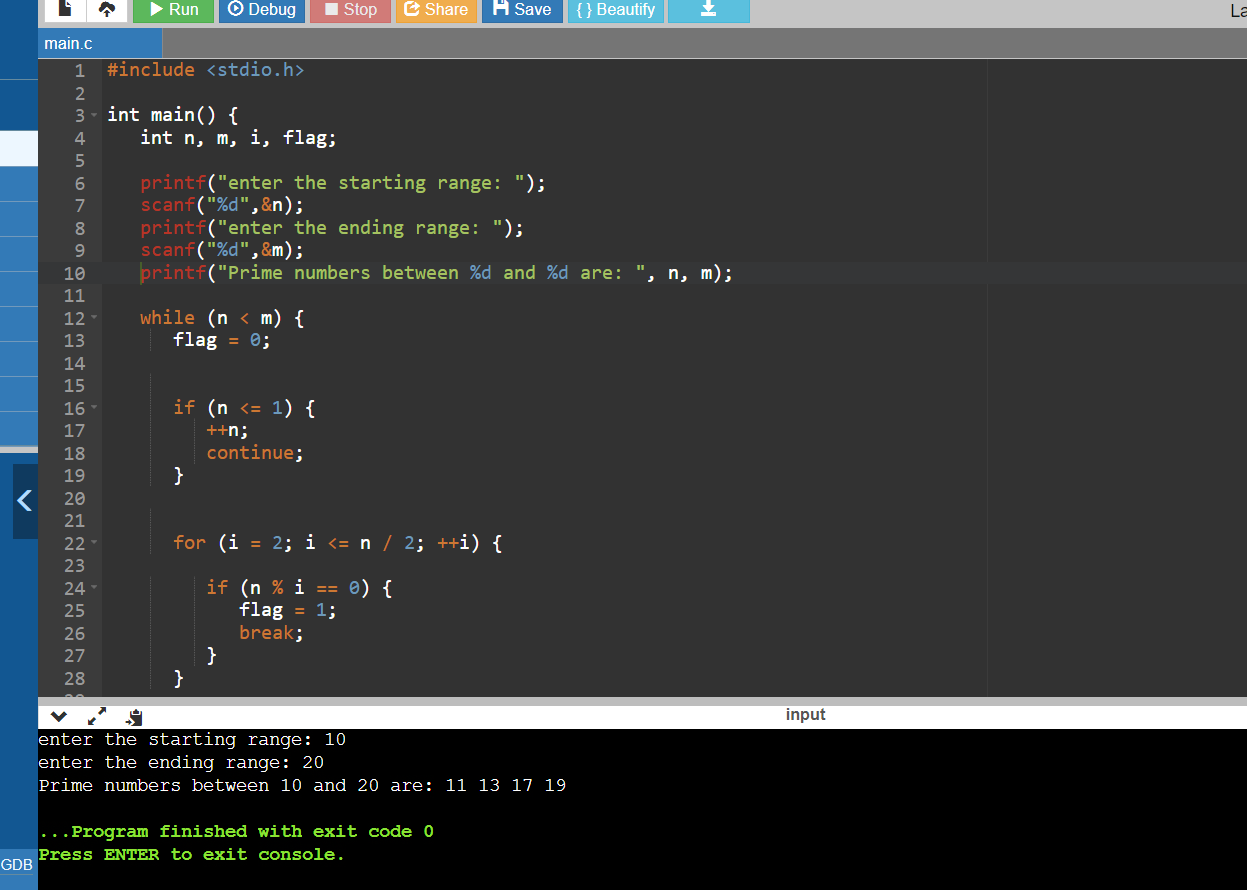 Run Debug Stop Share Save { } Beautify
main.c
1 #include <stdio.h>
2
3 int main() {
4 int n, m, i, flag;
5
6 printf("enter the starting range: ");
7 scanf("%d",&n);
8 printf("enter the ending range: ");
9 scanf("%d",&m);
10 printf("Prime numbers between %d and %d are: ", n, m);
11
12 while (n < m) {
13 flag = 0;
14
15
16 if (n <= 1) {
17 ++n;
18 continue;
19 }
20
21
22 for (i = 2; i <= n / 2; ++i) {
23
24 if (n % i == 0) {
25 flag = 1;
26 break;
27 }
28 }
input
enter the starting range: 10
enter the ending range: 20
Prime numbers between 10 and 20 are: 11 13 17 19
...Program finished with exit code 0
Press ENTER to exit console.
GDB